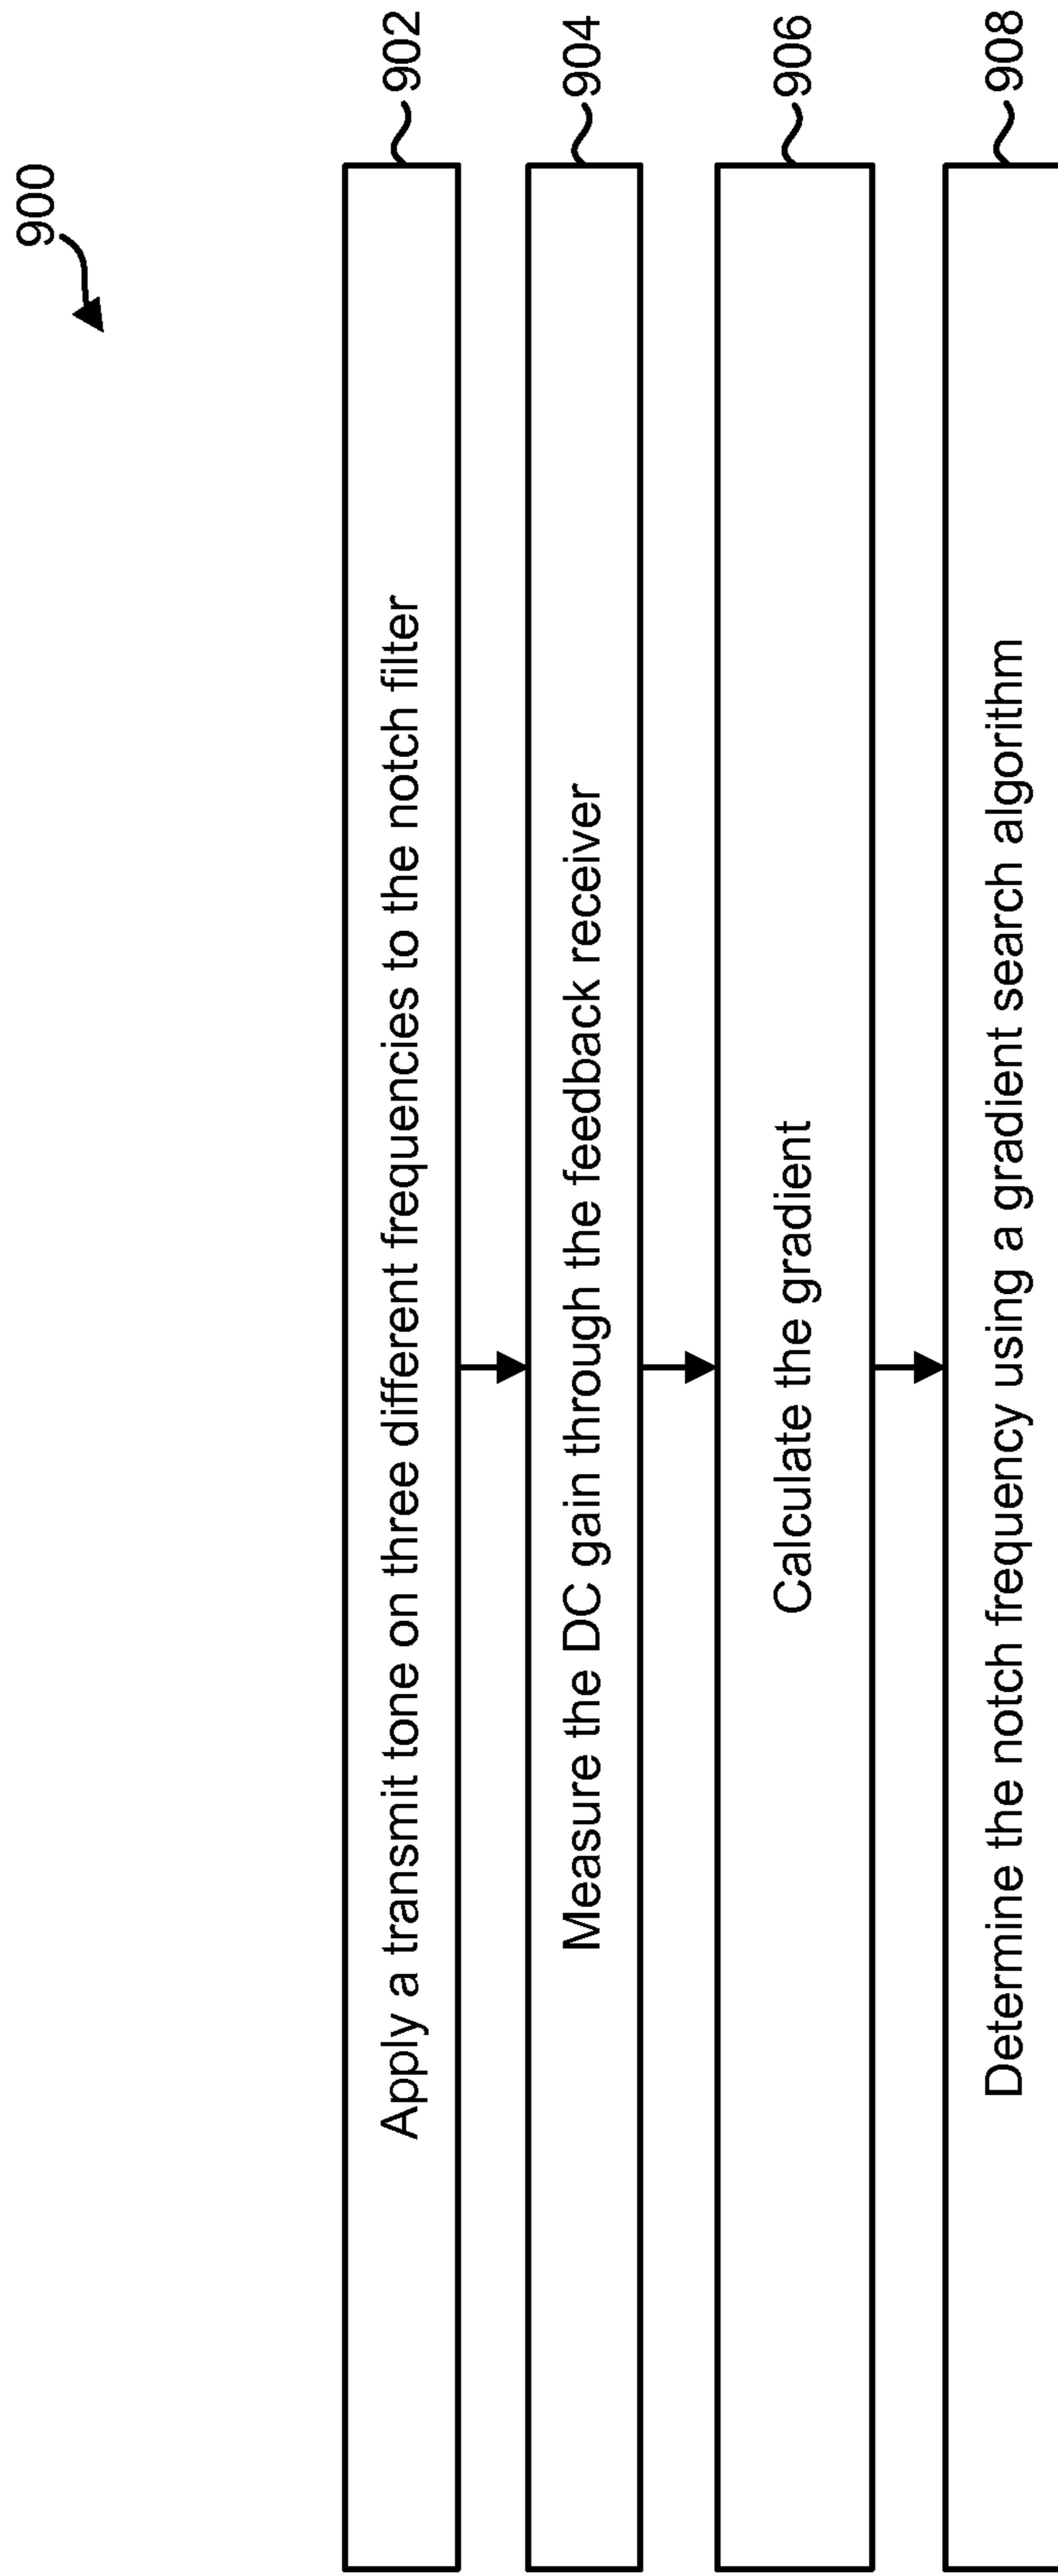 900
Apply a transmit tone on three different frequencies to the notch filter
902
Measure the DC gain through the feedback receiver
904
Calculate the gradient
906
Determine the notch frequency using a gradient search algorithm
908